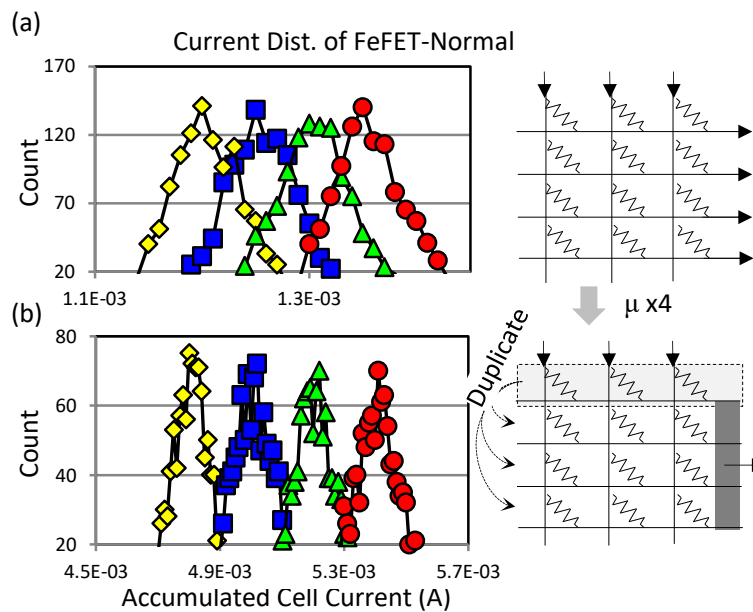 (a)
Current Dist. of FeFET-Normal
170
120
70
20
Count
1.1E-03 1.3E-03
μ x4
(b)
80
60
40
20
Count
4.5E-03 4.9E-03 5.3E-03 5.7E-03
Accumulated Cell Current (A)
Duplicate